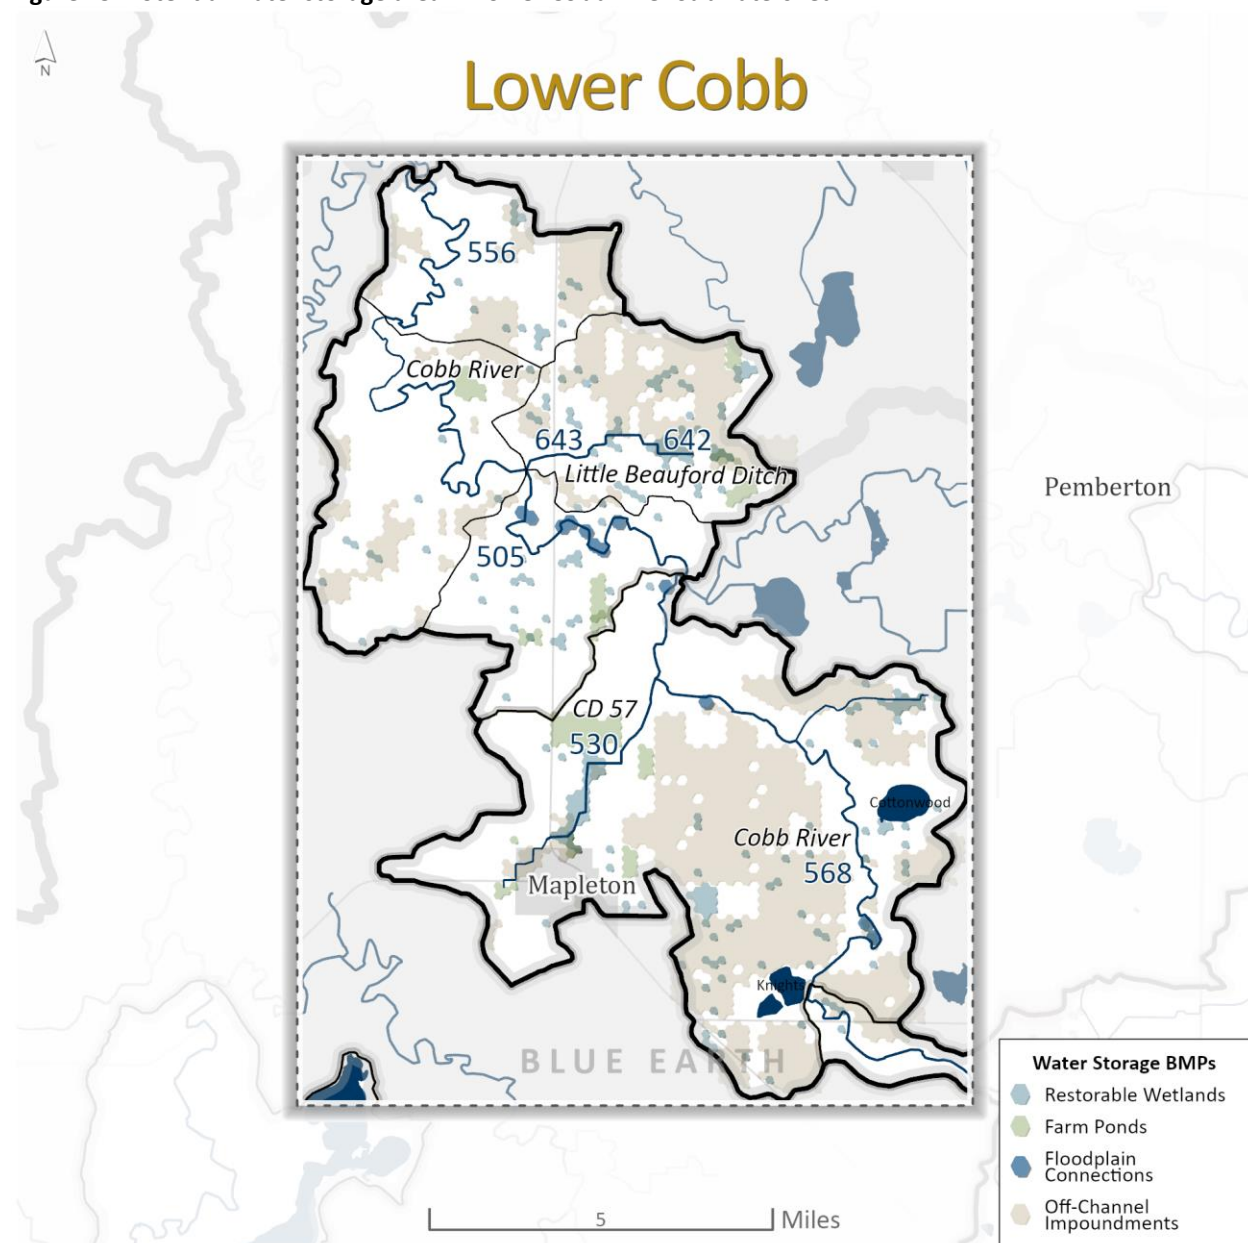 N
Lower Cobb
556
Cobb River
643
642
Little Beauford Ditch
Pemberton
505
CD 57
530
Cottonwood
Cobb River
568
Mapleton
Knights
BLUE EARTH
Water Storage BMPs
Restorable Wetlands
Farm Ponds
Floodplain
Connections
Off-Channel
Impoundments
5 Miles